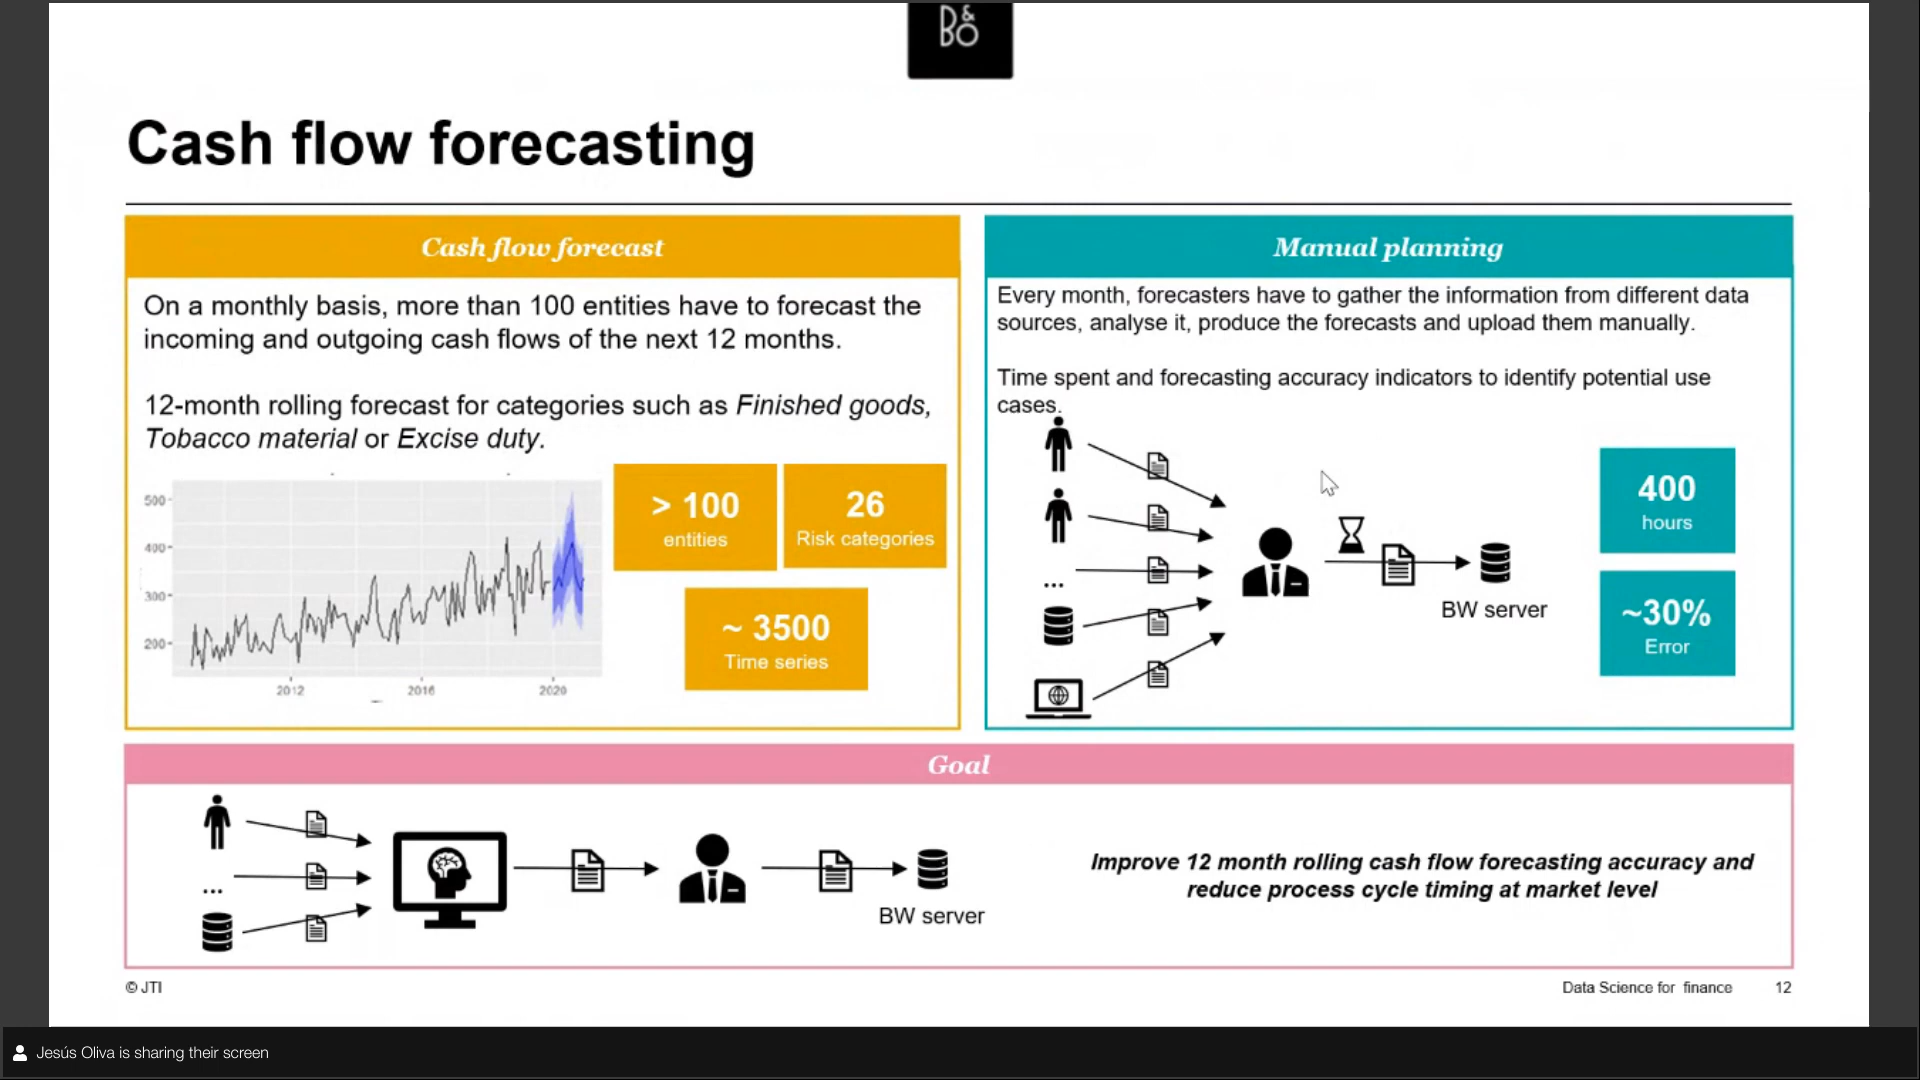 B&O
Cash flow forecasting
Cash flow forecast
On a monthly basis, more than 100 entities have to forecast the
incoming and outgoing cash flows of the next 12 months.
12-month rolling forecast for categories such as Finished goods,
Tobacco material or Excise duty.
500
400
300
200
2012
2016
2020
> 100
entities
26
Risk categories
~ 3500
Time series
Manual planning
Every month, forecasters have to gather the information from different data
sources, analyse it, produce the forecasts and upload them manually.
Time spent and forecasting accuracy indicators to identify potential use
cases.
...
BW server
400
hours
~30%
Error
Goal
...
BW server
Improve 12 month rolling cash flow forecasting accuracy and
reduce process cycle timing at market level
© JTI
Data Science for finance
12
Jesús Oliva is sharing their screen